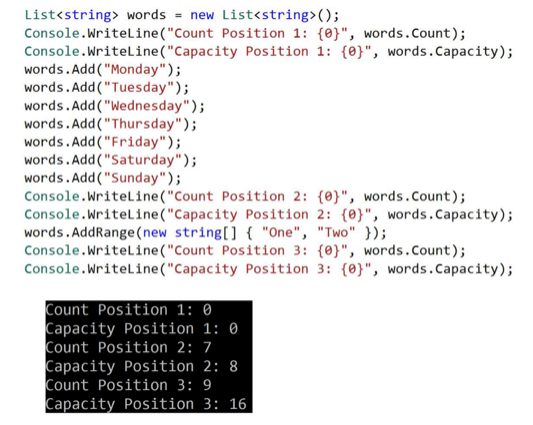 List<string> words = new List<string>();
Console.WriteLine("Count Position 1: {0}", words.Count);
Console.WriteLine("Capacity Position 1: {0}", words.Capacity);
words.Add("Monday");
words.Add("Tuesday");
words.Add("Wednesday");
words.Add("Thursday");
words.Add("Friday");
words.Add("Saturday");
words.Add("Sunday");
Console.WriteLine("Count Position 2: {0}", words.Count);
Console.WriteLine("Capacity Position 2: {0}", words.Capacity);
words.AddRange(new string[] { "One", "Two" });
Console.WriteLine("Count Position 3: {0}", words.Count);
Console.WriteLine("Capacity Position 3: {0}", words.Capacity);
Count Position 1: 0
Capacity Position 1: 0
Count Position 2: 7
Capacity Position 2: 8
Count Position 3: 9
Capacity Position 3: 16